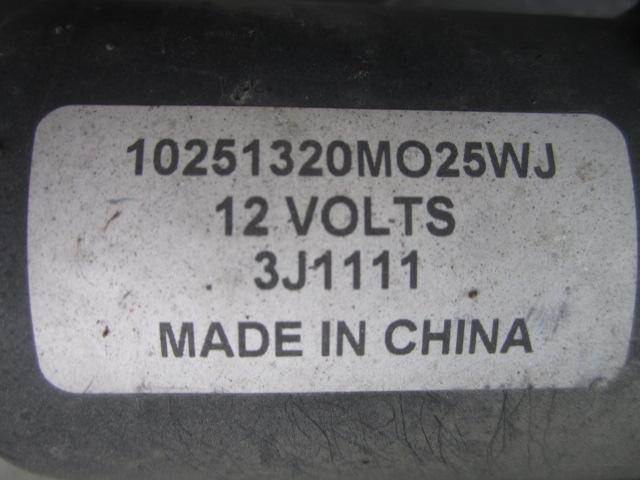 10251320MO25WJ
12 VOLTS
3J1111
MADE IN CHINA